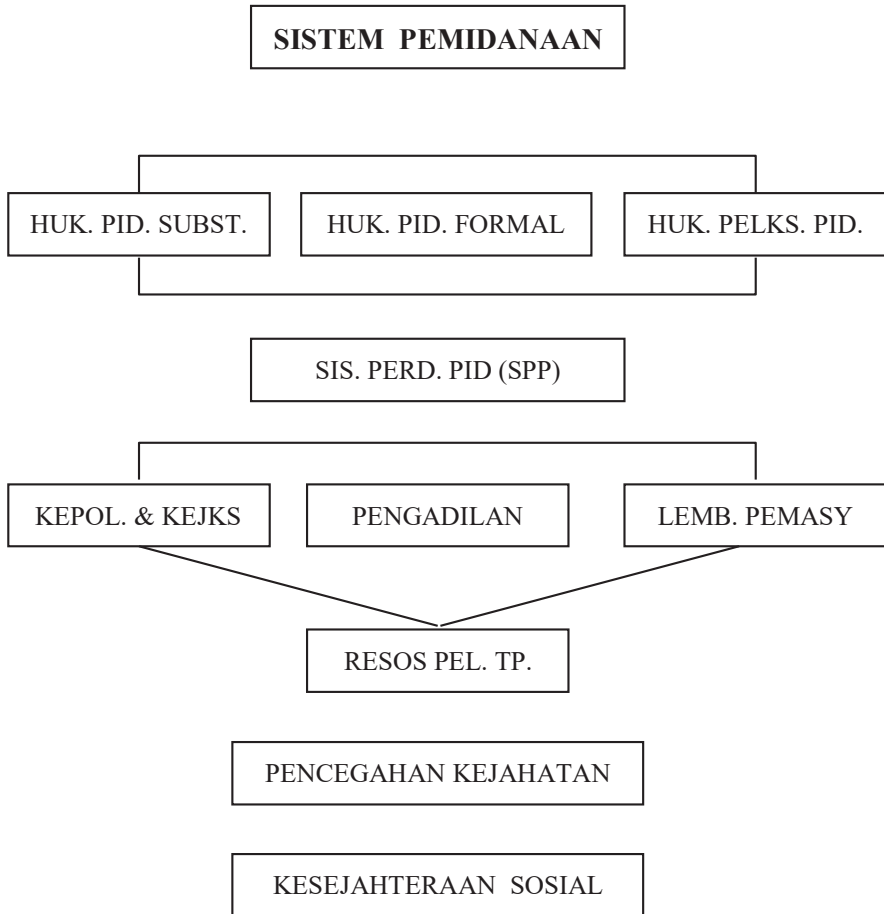 SISTEM PEMIDANAAN
HUK. PID. SUBST.
HUK. PID. FORMAL
HUK. PELKS. PID.
SIS. PERD. PID (SPP)
KEPOL. & KEJKS
PENGADILAN
LEMB. PEMASY
RESOS PEL. TP.
PENCEGAHAN KEJAHATAN
KESEJAHTERAAN SOSIAL